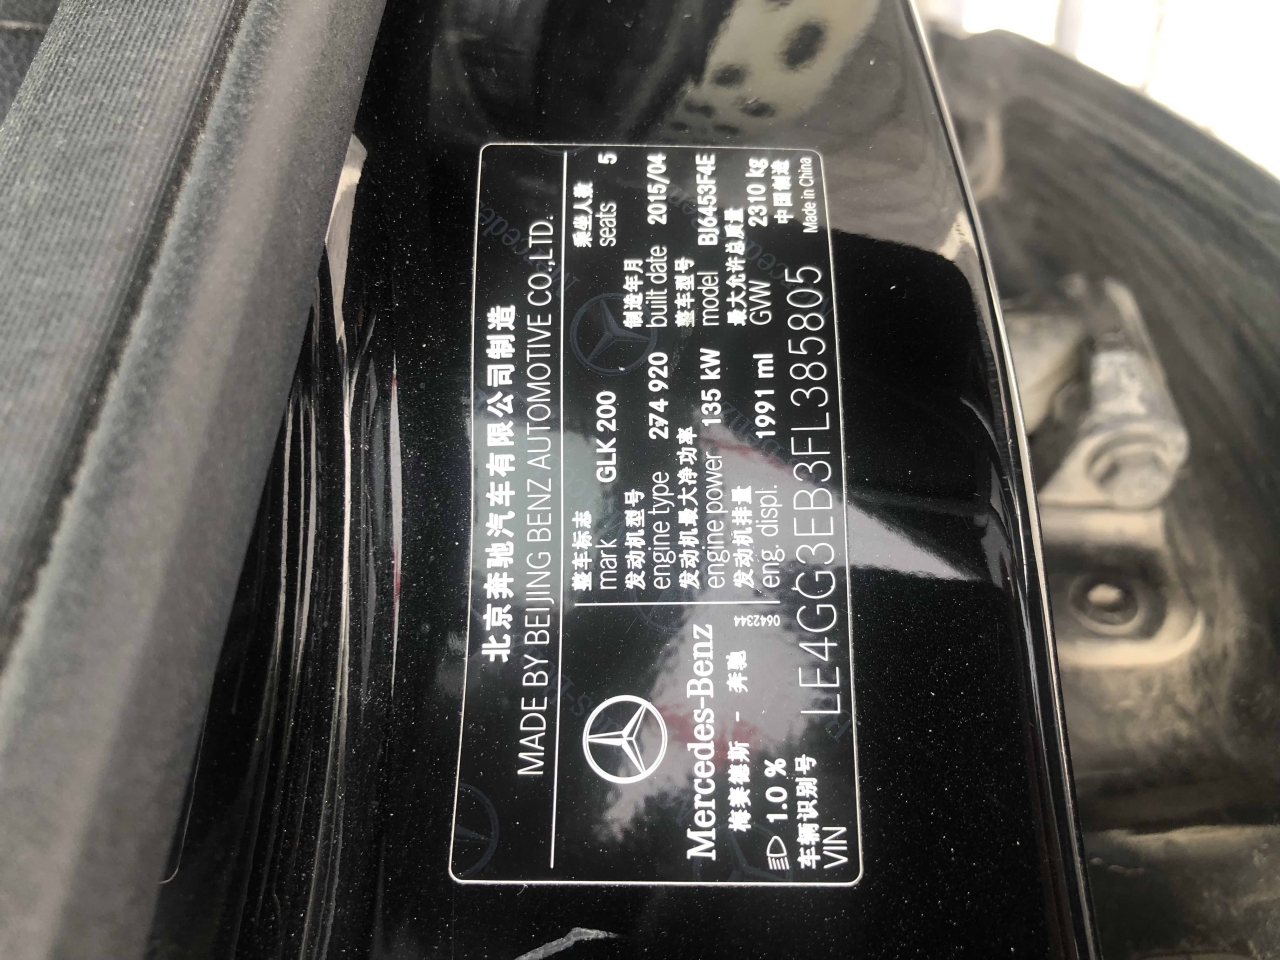 北京奔驰汽车有限公司制造
MADE BY BEIJING BENZ AUTOMOTIVE CO.,LTD.
整车标志 乘坐人数
mark GLK 200 seats 5
发动机型号 制造年月
engine type 274 920 built date 2015/04
发动机最大净功率 整车型号
engine power 135 kW model BJ6453F4E
发动机排量 最大允许总质量
eng. displ. 1991 ml GVW 2310 kg
Mercedes-Benz
梅赛德斯 - 奔驰
0642344
1.0 %
中国制造
Made in China
车辆识别号
VIN LE4GG3EB3FL385805